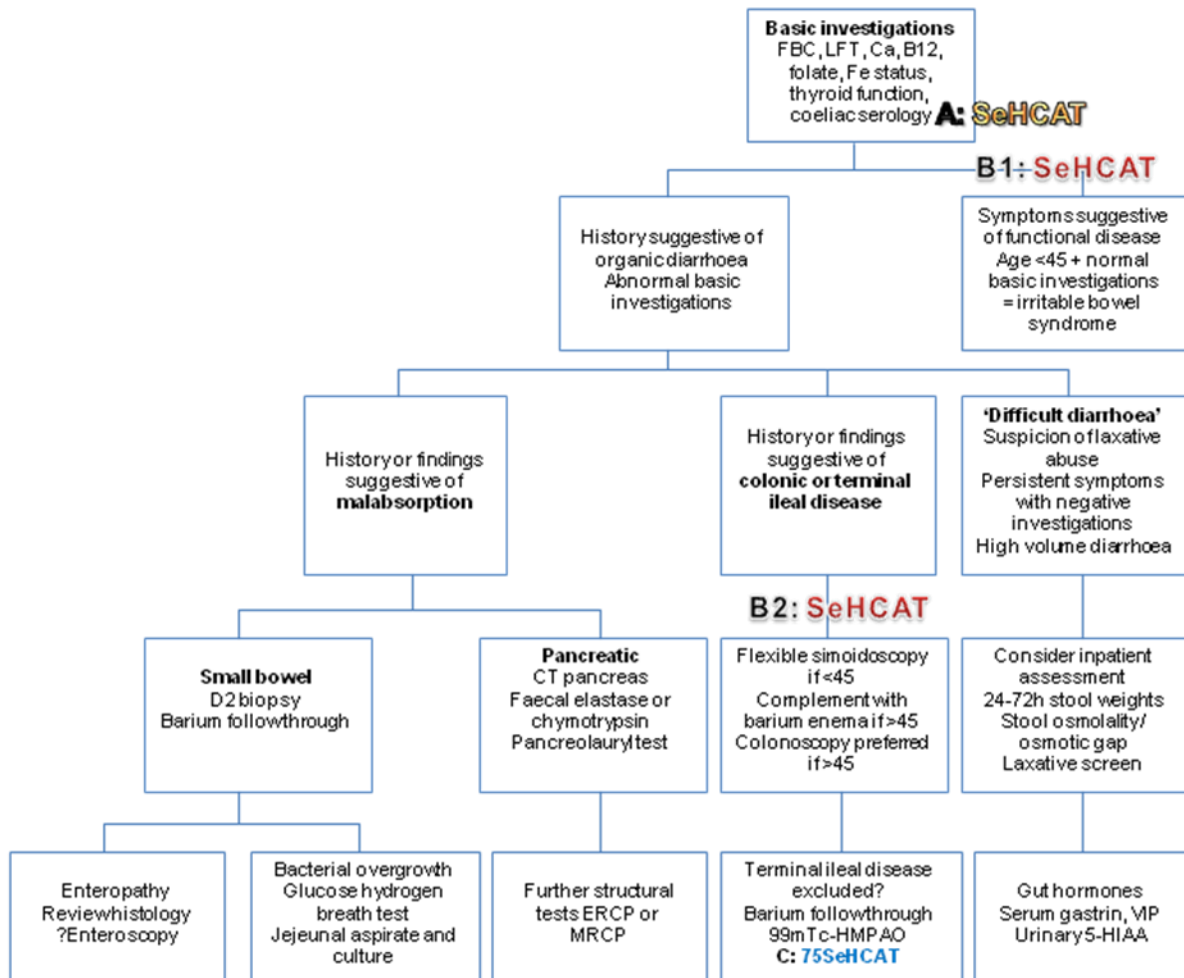 Basic investigations
FBC, LFT, Ca, B12,
folate, Fe status,
thyroid function,
coeliac serology
A: SeHCAT
B1: SeHCAT
History suggestive of
organic diarrhoea
Abnormal basic
investigations
Symptoms suggestive
of functional disease
Age <45 + normal
basic investigations
= irritable bowel
syndrome
History or findings
suggestive of
malabsorption
History or findings
suggestive of
colonic or terminal
ileal disease
'Difficult diarrhoea'
Suspicion of laxative
abuse
Persistent symptoms
with negative
investigations
High volume diarrhoea
B2: SeHCAT
Small bowel
D2 biopsy
Barium followthrough
Pancreatic
CT pancreas
Faecal elastase or
chymotrypsin
Pancreolauryl test
Flexible simoidoscopy
if <45
Complement with
barium enema if >45
Colonoscopy preferred
if >45
Consider inpatient
assessment
24-72h stool weights
Stool osmolality/
osmotic gap
Laxative screen
Enteropathy
Review histology
?Enteroscopy
Bacterial overgrowth
Glucose hydrogen
breath test
Jejeunal aspirate and
culture
Further structural
tests ERCP or
MRCP
Terminal ileal disease
excluded?
Barium followthrough
99mTc-HMPAO
C: 75SeHCAT
Gut hormones
Serum gastrin, VIP
Urinary 5-HIAA